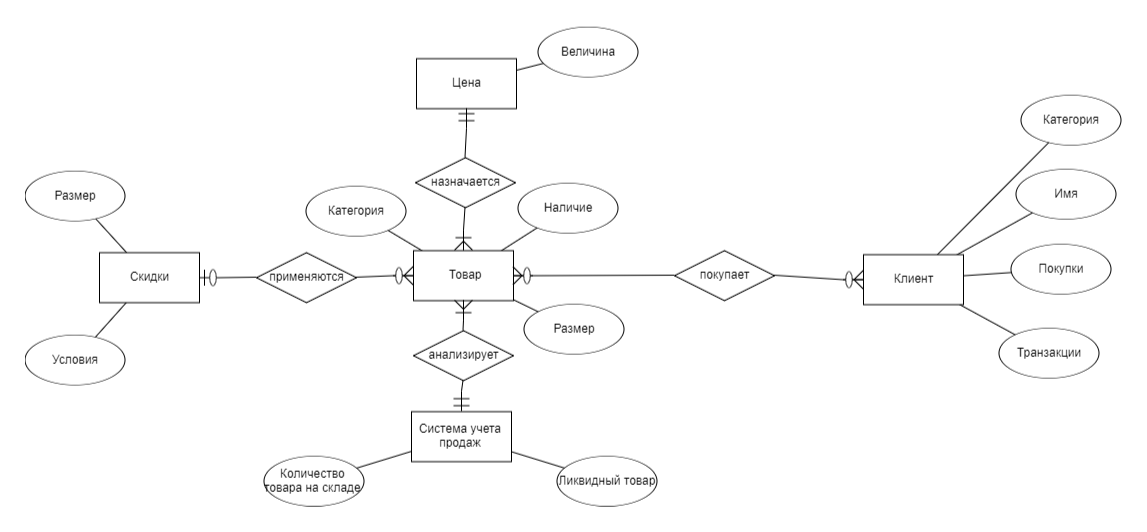 Величина
Цена
Категория
назначается
Имя
Размер
Категория
Наличие
Покупки
Скидки
применяются
Товар
покупает
Клиент
Размер
Условия
анализирует
Транзакции
Система учета
продаж
Количество
товара на складе
Ликвидный товар